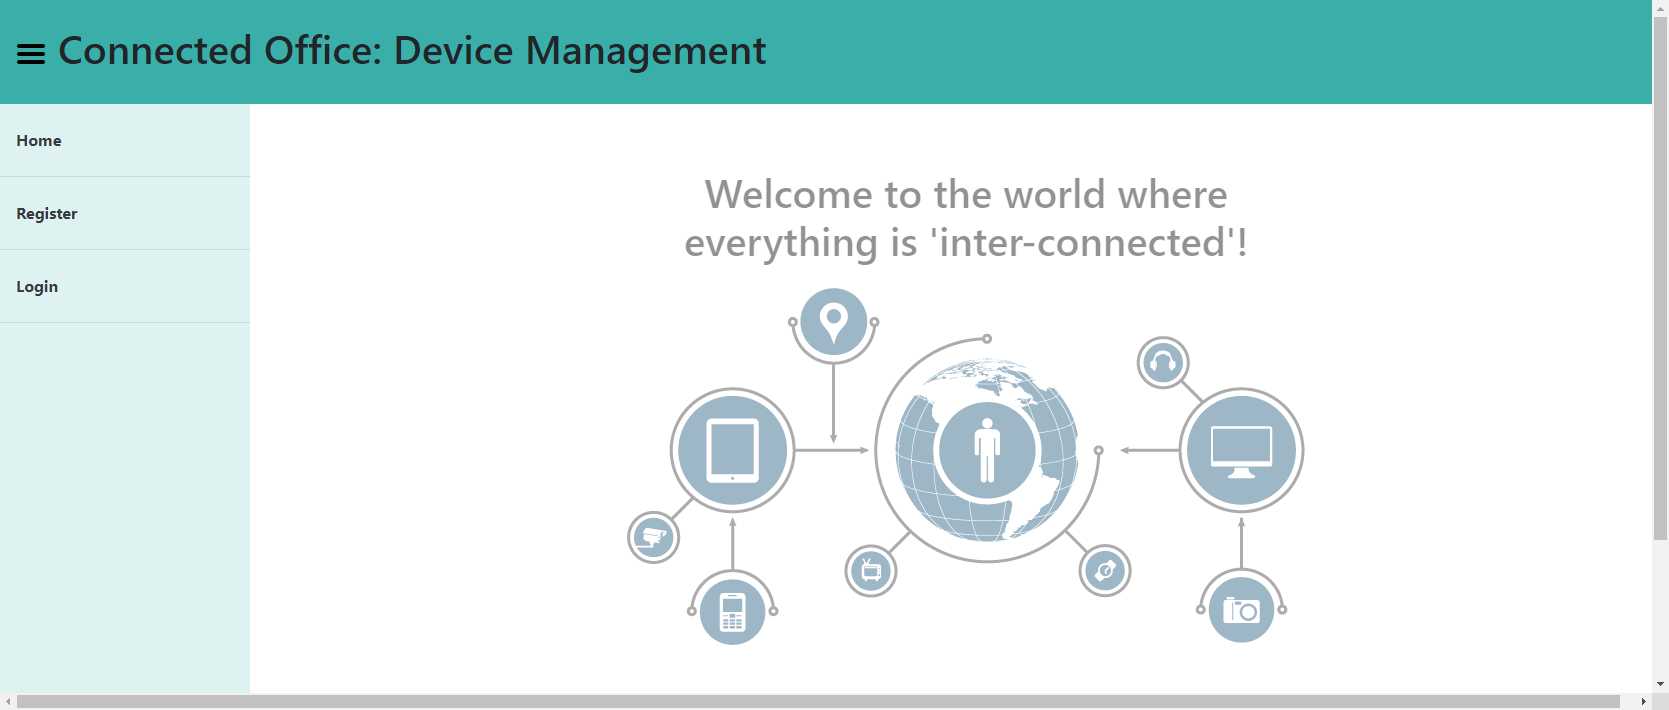 Connected Office: Device Management
Home
Register
Login
Welcome to the world where
everything is 'inter-connected'!